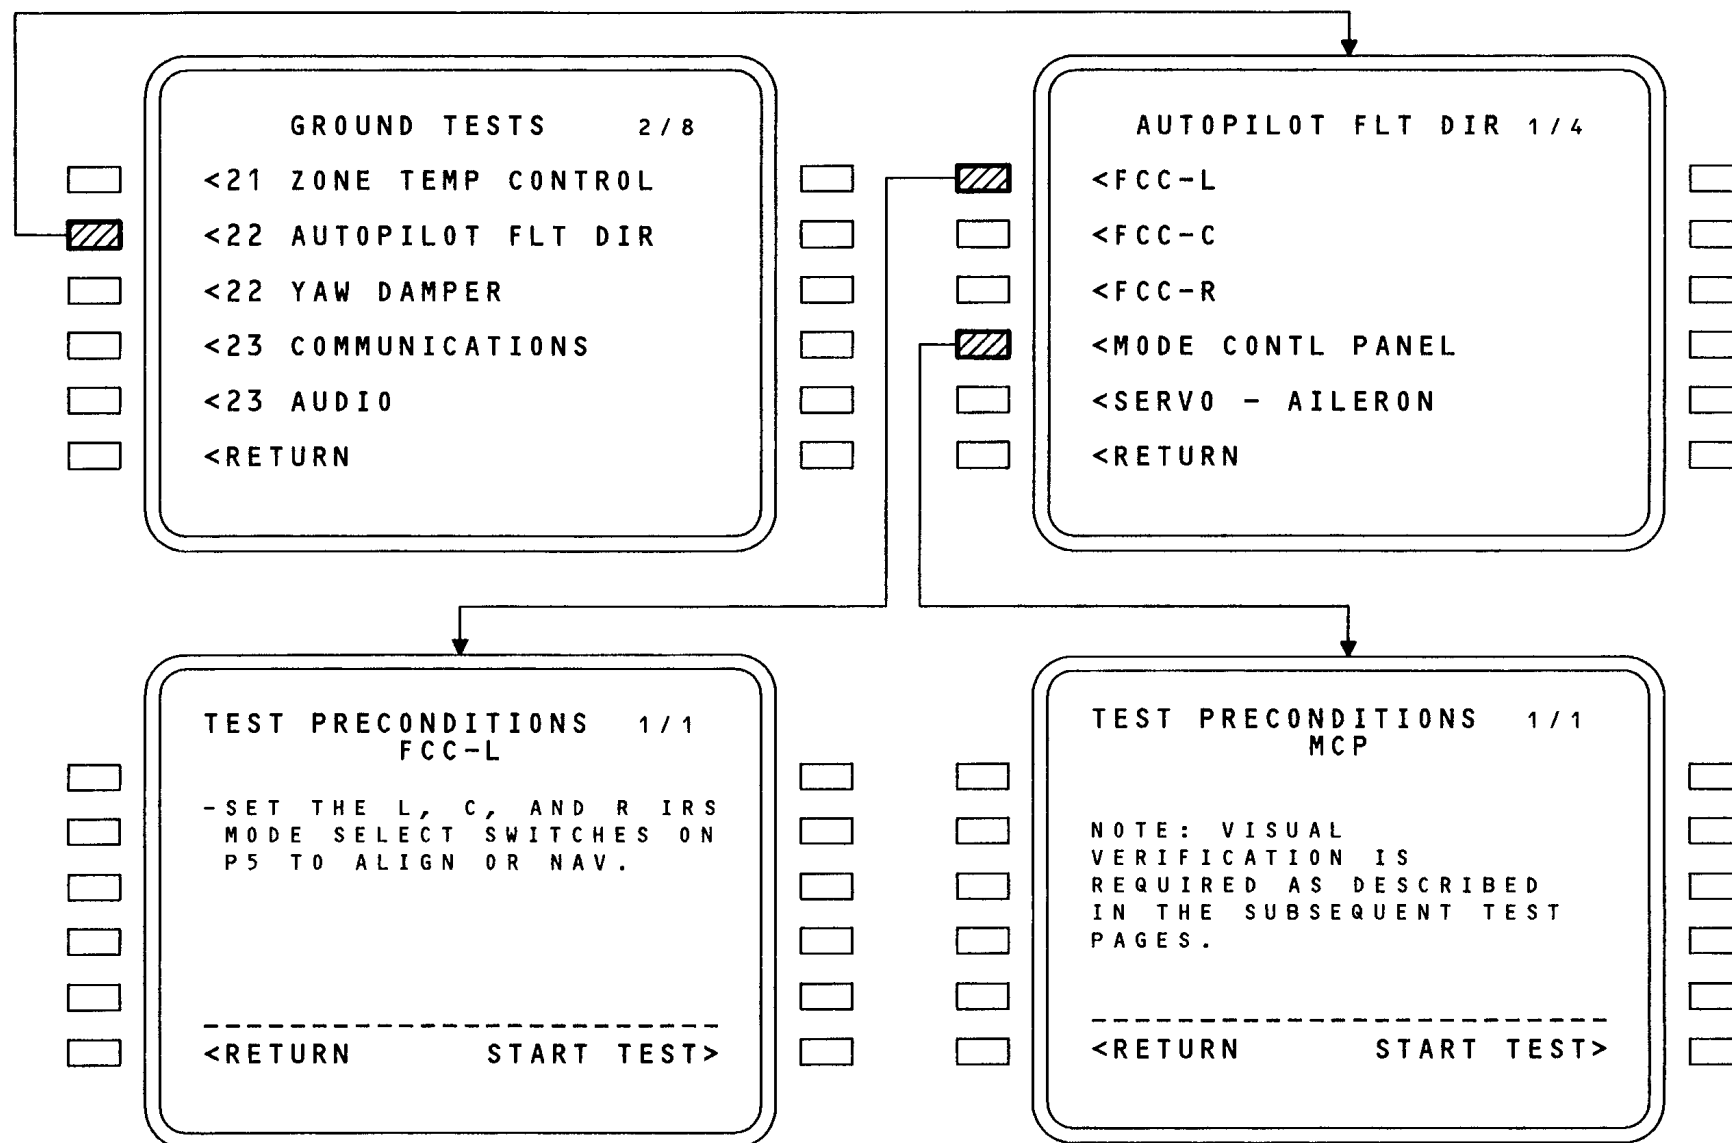 GROUND TESTS 2/8
<21 ZONE TEMP CONTROL
<22 AUTOPILOT FLT DIR
<22 YAW DAMPER
<23 COMMUNICATIONS
<23 AUDIO
<RETURN
AUTOPILOT FLT DIR 1/4
<FCC-L
<FCC-C
<FCC-R
<MODE CONTL PANEL
<SERVO - AILERON
<RETURN
TEST PRECONDITIONS 1/1
FCC-L
-SET THE L, C, AND R IRS
MODE SELECT SWITCHES ON
P5 TO ALIGN OR NAV.
<RETURN START TEST>
TEST PRECONDITIONS 1/1
MCP
NOTE: VISUAL
VERIFICATION IS
REQUIRED AS DESCRIBED
IN THE SUBSEQUENT TEST
PAGES.
<RETURN START TEST>